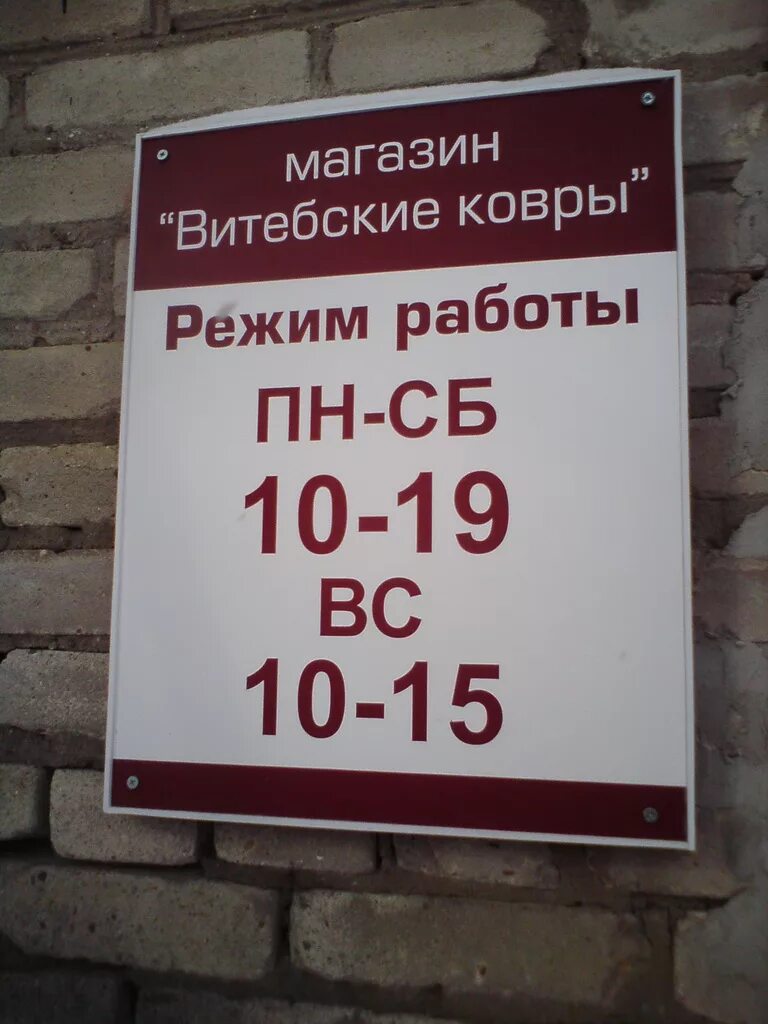 магазин
“Витебские ковры”
Режим работы
ПН-СБ
10-19
ВС
10-15